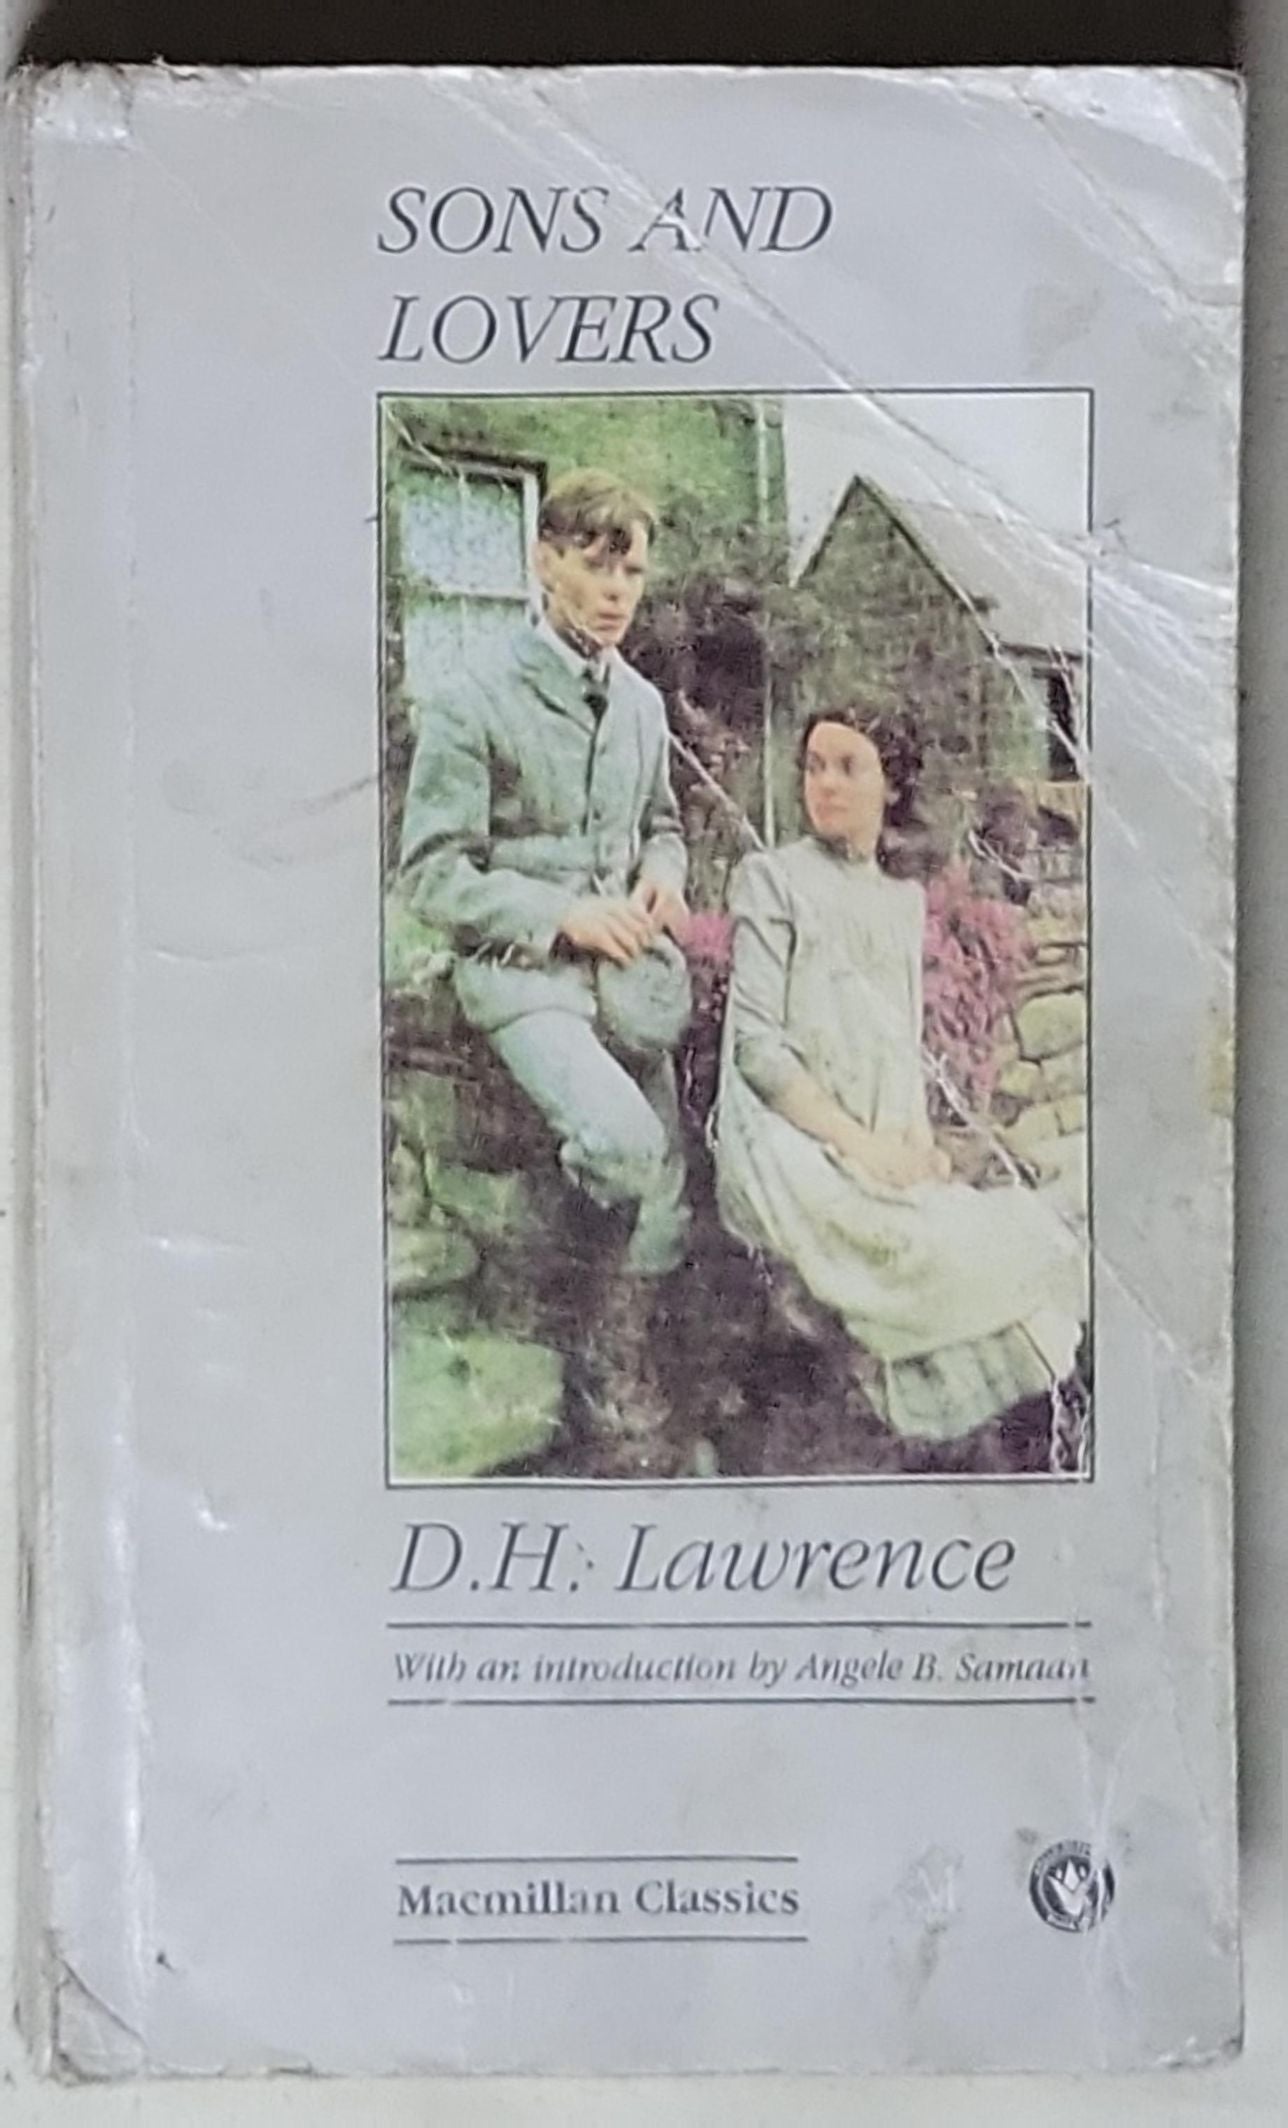 SONS AND
LOVERS
D.H. Lawrence
With an introduction by Angele B. Samaan
Macmillan Classics